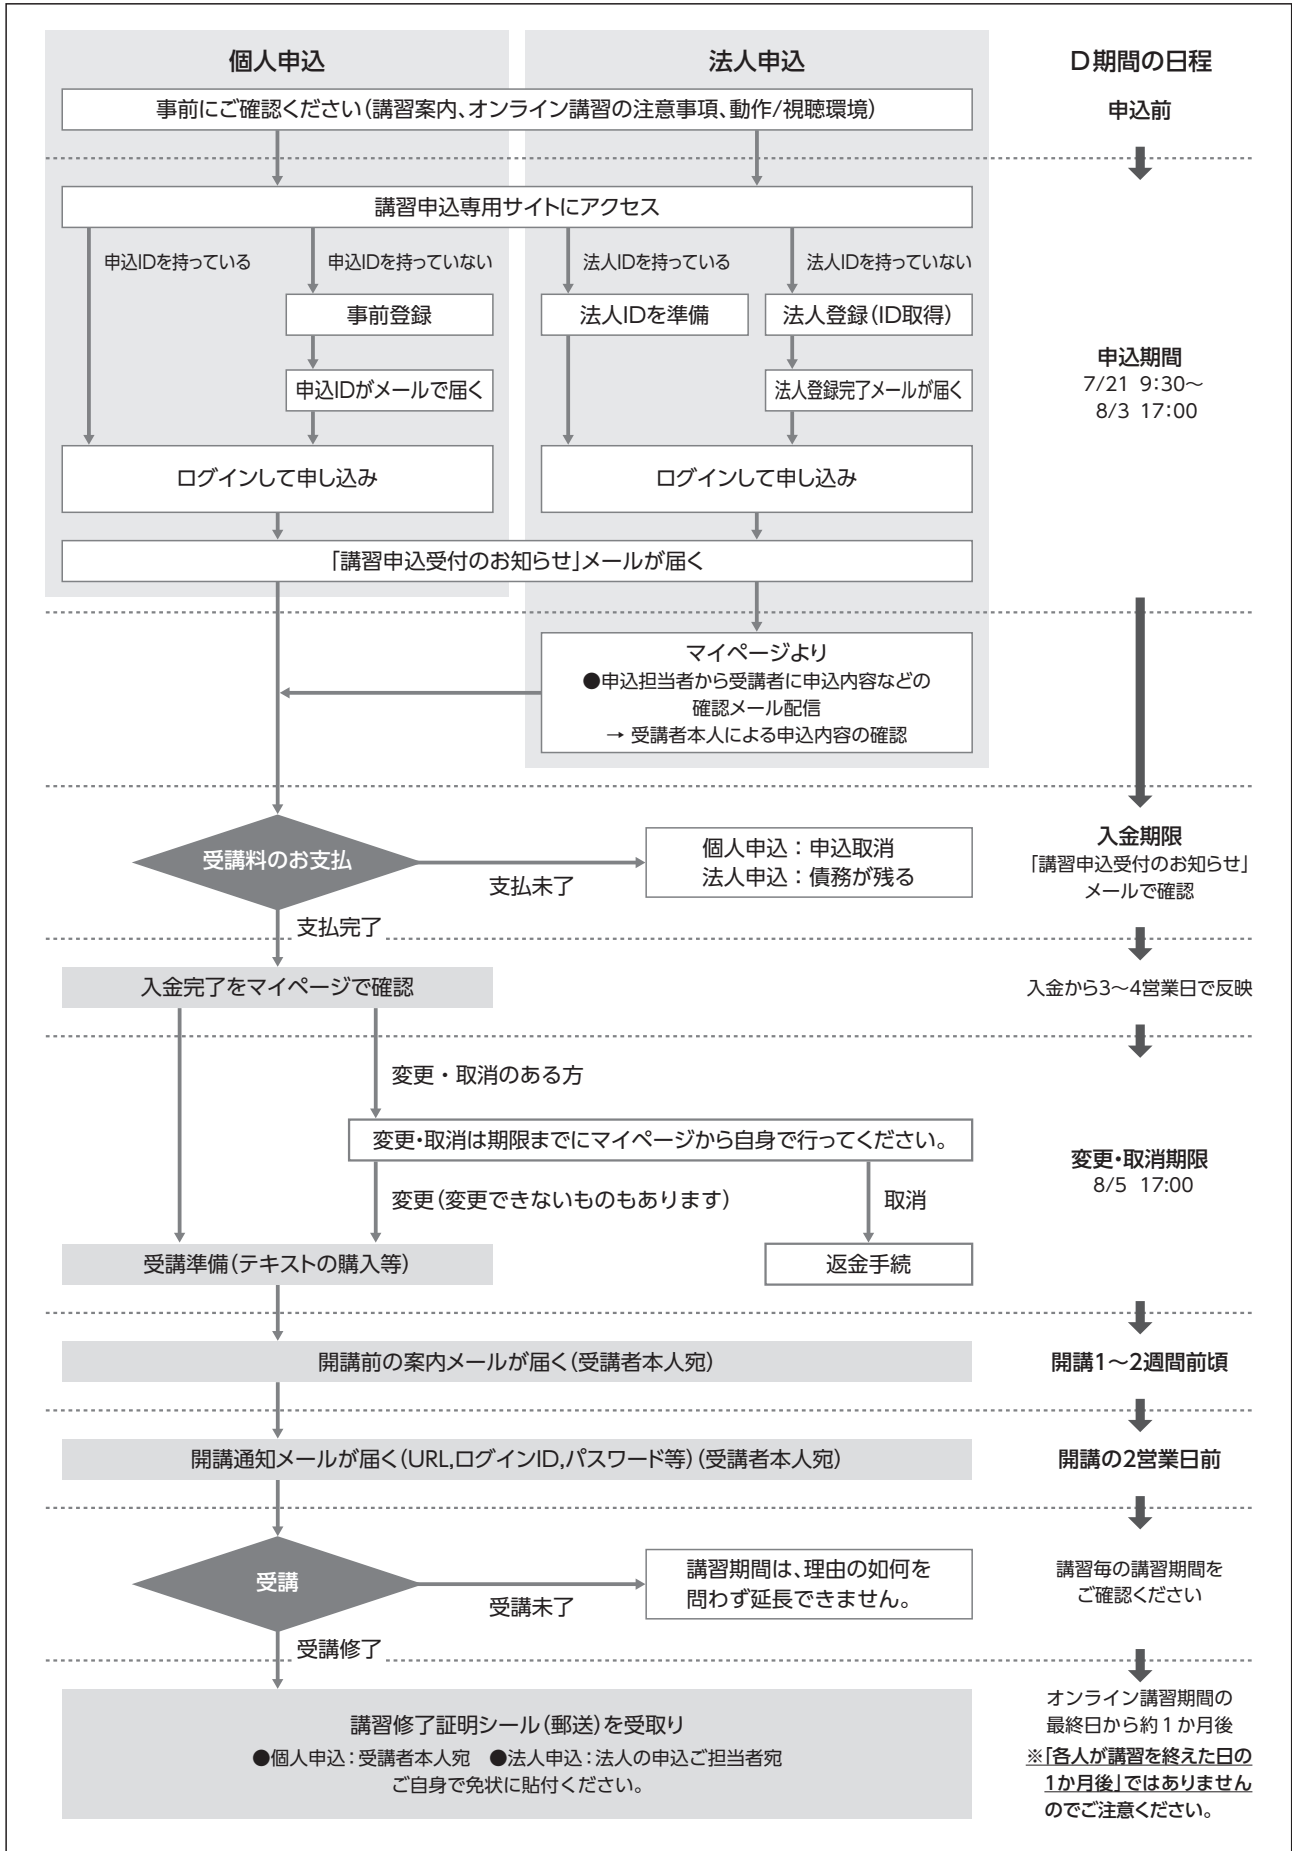 個人申込
法人申込
D期間の日程
事前にご確認ください(講習案内、オンライン講習の注意事項、動作/視聴環境)
申込前
講習申込専用サイトにアクセス
申込IDを持っている
申込IDを持っていない
法人IDを持っている
法人IDを持っていない
事前登録
法人IDを準備
法人登録(ID取得)
申込IDがメールで届く
法人登録完了メールが届く
申込期間
7/21 9:30～
8/3 17:00
ログインして申し込み
ログインして申し込み
「講習申込受付のお知らせ」メールが届く
マイページより
●申込担当者から受講者に申込内容などの
確認メール配信
→ 受講者本人による申込内容の確認
受講料のお支払
支払未了
個人申込：申込取消
法人申込：債務が残る
入金期限
「講習申込受付のお知らせ」
メールで確認
支払完了
入金完了をマイページで確認
入金から3～4営業日で反映
変更・取消のある方
変更・取消は期限までにマイページから自身で行ってください。
変更・取消期限
8/5 17:00
変更(変更できないものもあります)
取消
受講準備(テキストの購入等)
返金手続
開講前の案内メールが届く(受講者本人宛)
開講1～2週間前頃
開講通知メールが届く(URL,ログインID,パスワード等)(受講者本人宛)
開講の2営業日前
受講
受講未了
講習期間は、理由の如何を
問わず延長できません。
講習毎の講習期間を
ご確認ください
受講修了
講習修了証明シール(郵送)を受取り
●個人申込：受講者本人宛 ●法人申込：法人の申込ご担当者宛
ご自身で免状に貼付ください。
オンライン講習期間の
最終日から約1か月後
※「各人が講習を終えた日の
1か月後」ではありません
のでご注意ください。